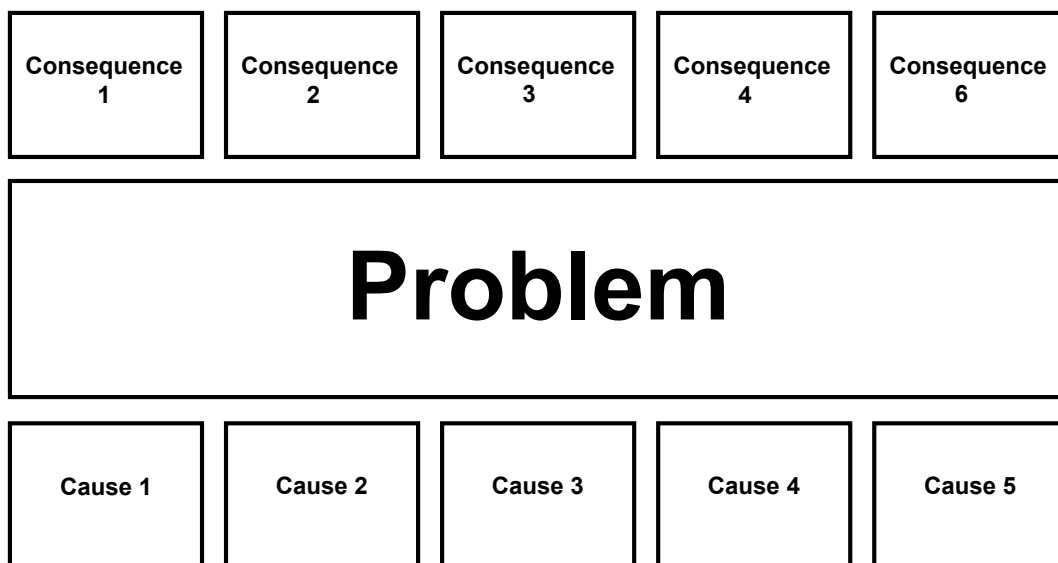 Consequence
1
Consequence
2
Consequence
3
Consequence
4
Consequence
6
Problem
Cause 1
Cause 2
Cause 3
Cause 4
Cause 5